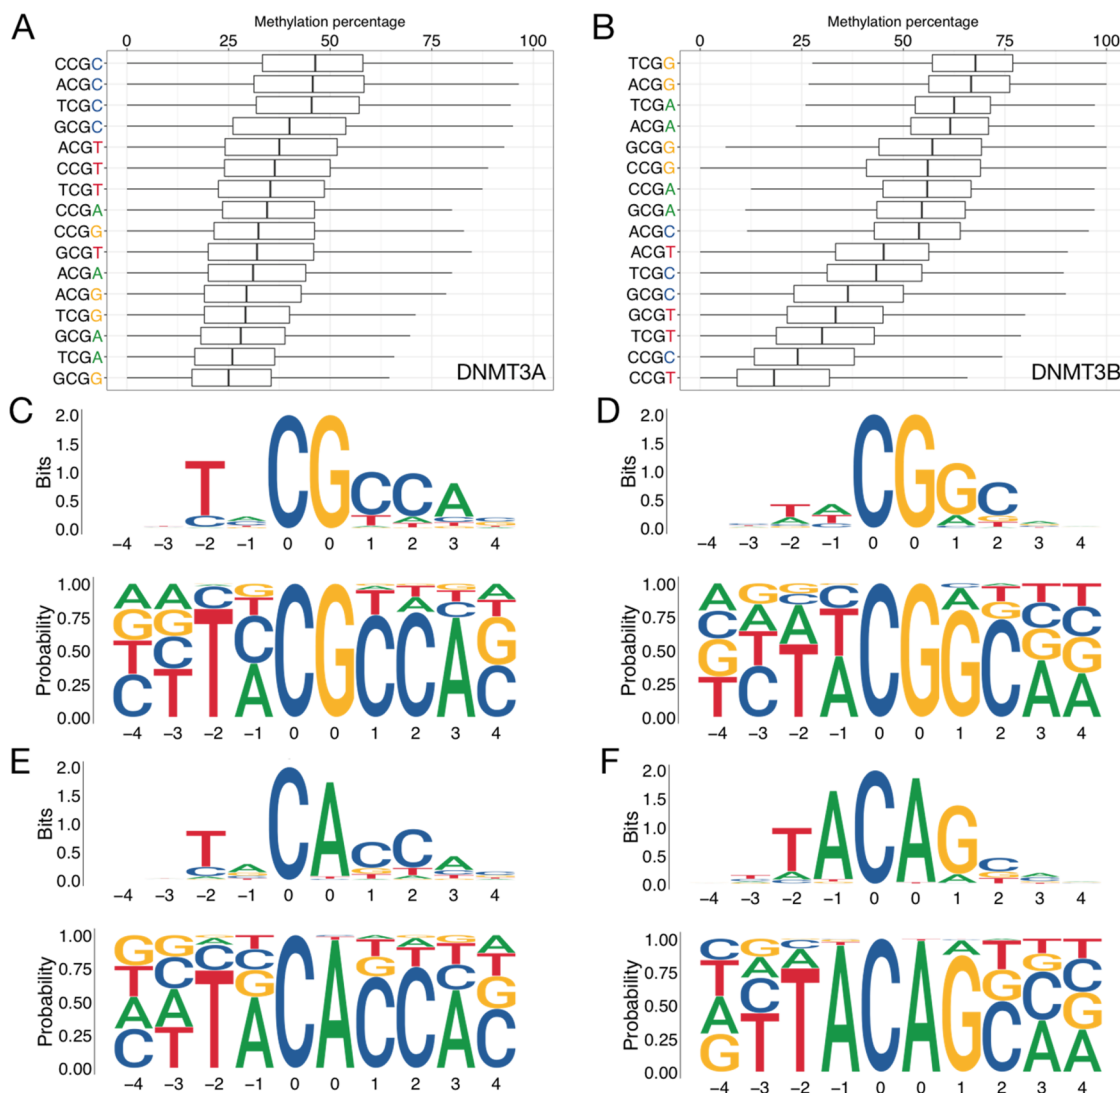 A
Methylation percentage
0 25 50 75 100
CCGC
ACGC
TCGC
GCGC
ACGT
CCGT
TCGT
CCGA
CCGG
GCGT
ACGA
ACGG
TCGG
GCGA
TCGA
GCGG
DNMT3A
B
Methylation percentage
0 25 50 75 100
TCGG
ACGG
TCGA
ACGA
GCGG
CCGG
CCGA
GCGA
ACGC
ACGT
TCGC
GCGC
GCGT
TCGT
CCGC
CCGT
DNMT3B
C
Bits
2.0
1.5
1.0
0.5
0.0
T CGCCA
−4 −3 −2 −1 0 0 1 2 3 4
Probability
1.00
0.75
0.50
0.25
0.00
CTTACGCCAC
−4 −3 −2 −1 0 0 1 2 3 4
D
Bits
2.0
1.5
1.0
0.5
0.0
TACGGC
−4 −3 −2 −1 0 0 1 2 3 4
Probability
1.00
0.75
0.50
0.25
0.00
TCTACGGCAA
−4 −3 −2 −1 0 0 1 2 3 4
E
Bits
2.0
1.5
1.0
0.5
0.0
TACACCA
−4 −3 −2 −1 0 0 1 2 3 4
Probability
1.00
0.75
0.50
0.25
0.00
CTTACACCAC
−4 −3 −2 −1 0 0 1 2 3 4
F
Bits
2.0
1.5
1.0
0.5
0.0
TACAGC
−4 −3 −2 −1 0 0 1 2 3 4
Probability
1.00
0.75
0.50
0.25
0.00
GTTACAGCAA
−4 −3 −2 −1 0 0 1 2 3 4